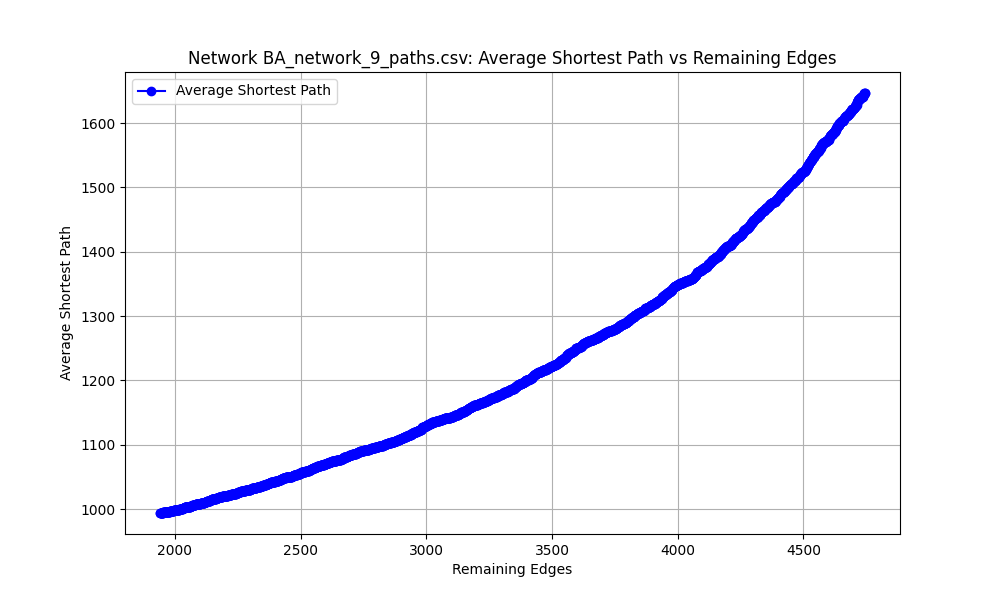 Network BA_network_9_paths.csv: Average Shortest Path vs Remaining Edges
Average Shortest Path
1600
1500
1400
1300
1200
1100
1000
Average Shortest Path
2000 2500 3000 3500 4000 4500
Remaining Edges